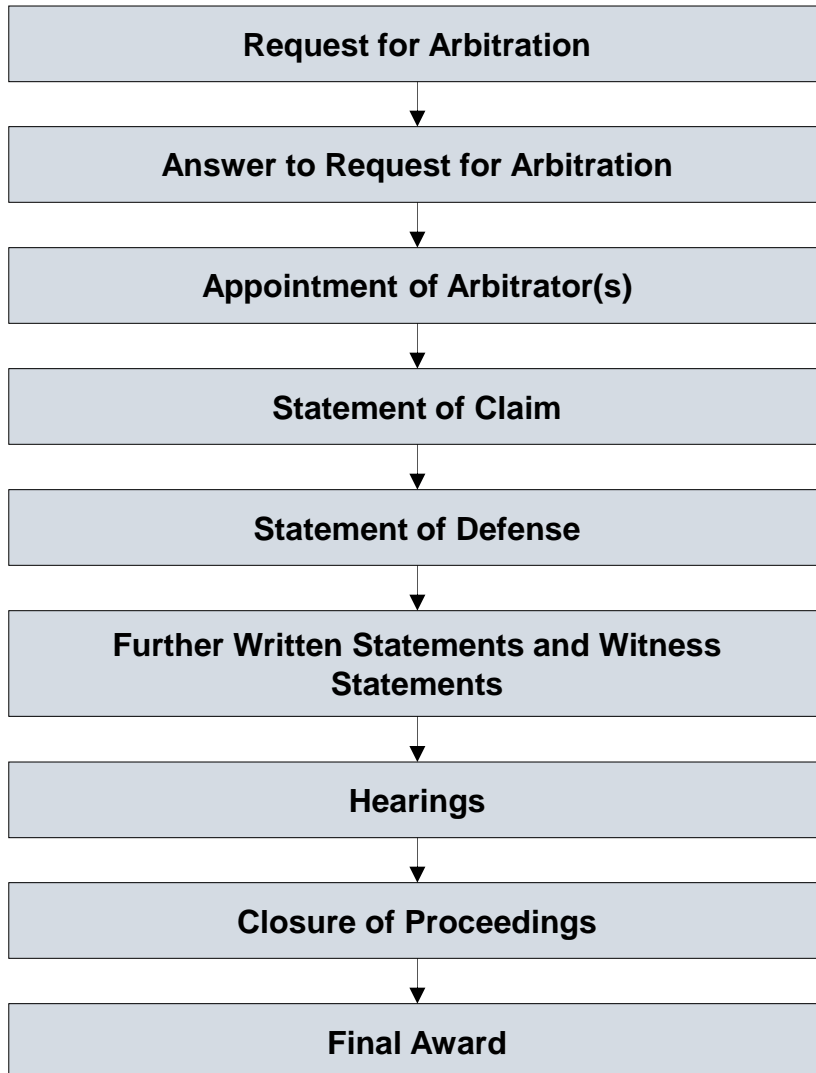 Request for Arbitration
Answer to Request for Arbitration
Appointment of Arbitrator(s)
Statement of Claim
Statement of Defense
Further Written Statements and Witness
Statements
Hearings
Closure of Proceedings
Final Award